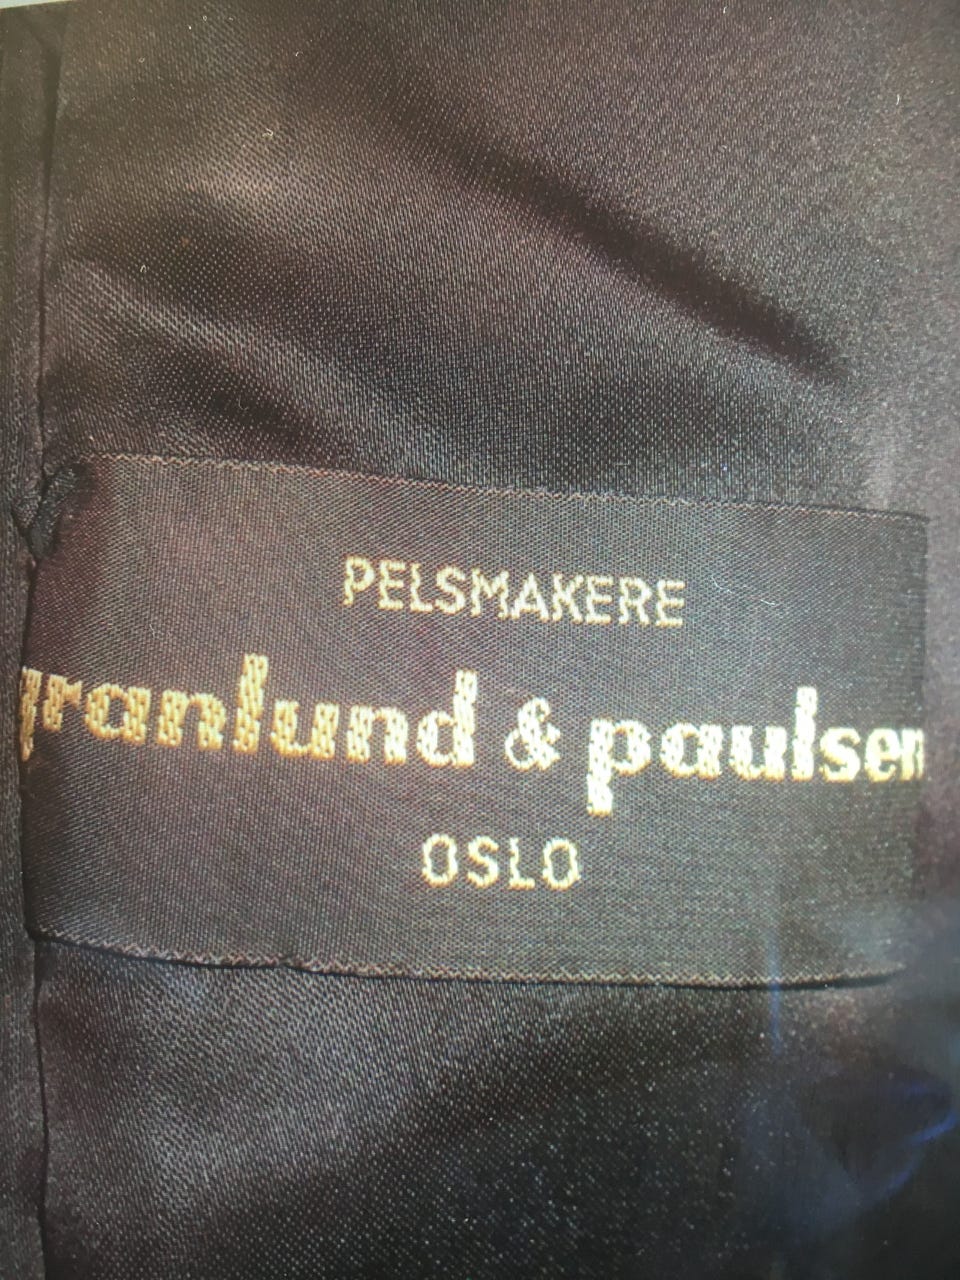 PELSMAKERE
granlund & paulsen
OSLO